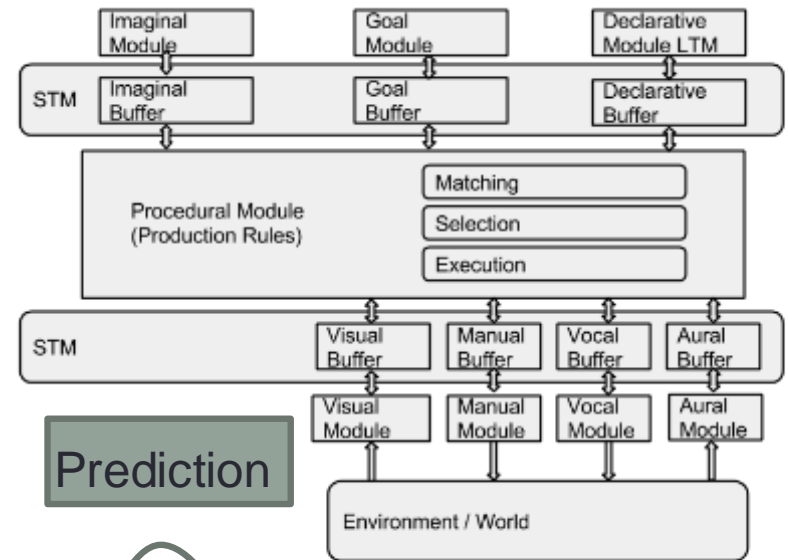 Imaginal
Module
Goal
Module
Declarative
Module LTM
STM
Imaginal
Buffer
Goal
Buffer
Declarative
Buffer
Procedural Module
(Production Rules)
Matching
Selection
Execution
STM
Visual
Buffer
Manual
Buffer
Vocal
Buffer
Aural
Buffer
Visual
Module
Manual
Module
Vocal
Module
Aural
Module
Prediction
Environment / World